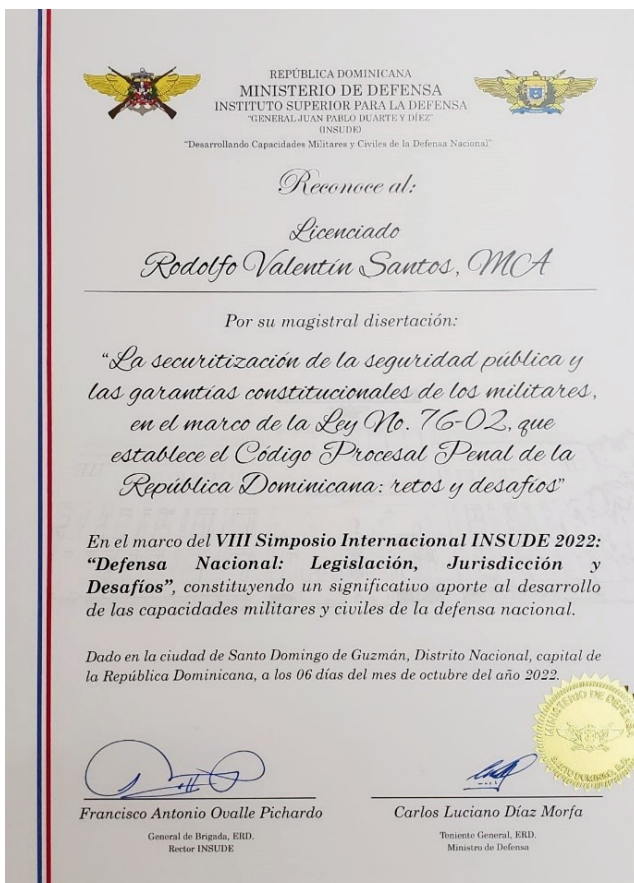 REPÚBLICA DOMINICANA
MINISTERIO DE DEFENSA
INSTITUTO SUPERIOR PARA LA DEFENSA
"GENERAL JUAN PABLO DUARTE Y DÍEZ"
(INSUDE)
"Desarrollando Capacidades Militares y Civiles de la Defensa Nacional"
Reconoce al:
Licenciado
Rodolfo Valentín Santos, MCA
Por su magistral disertación:
"La securitización de la seguridad pública y
las garantías constitucionales de los militares,
en el marco de la Ley No. 76-02, que
establece el Código Procesal Penal de la
República Dominicana: retos y desafíos"
En el marco del VIII Simposio Internacional INSUDE 2022:
"Defensa Nacional: Legislación, Jurisdicción y
Desafíos", constituyendo un significativo aporte al desarrollo
de las capacidades militares y civiles de la defensa nacional.
Dado en la ciudad de Santo Domingo de Guzmán, Distrito Nacional, capital de
la República Dominicana, a los 06 días del mes de octubre del año 2022.
MINISTERIO DE DEFENSA
SANTO DOMINGO, R.D.
Francisco Antonio Ovalle Pichardo
General de Brigada, ERD.
Rector INSUDE
Carlos Luciano Díaz Morfa
Teniente General, ERD.
Ministro de Defensa